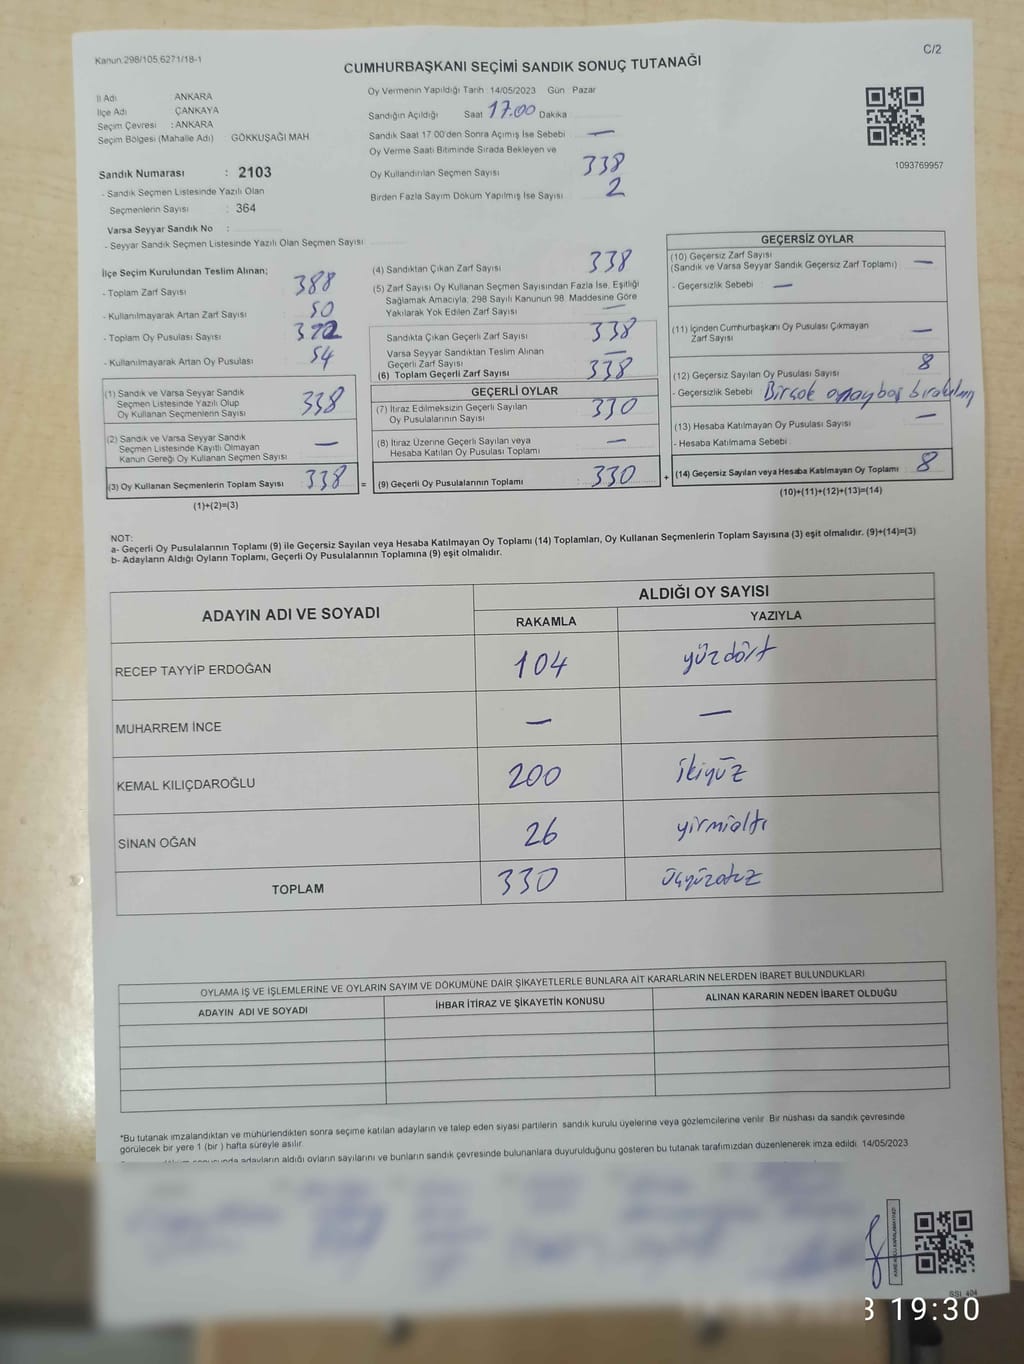 Kanun.298/105,6271/18-1
C/2
CUMHURBAŞKANI SEÇİMİ SANDIK SONUÇ TUTANAĞI
İl Adı : ANKARA
İlçe Adı : ÇANKAYA
Seçim Çevresi : ANKARA
Seçim Bölgesi (Mahalle Adı) : GÖKKUŞAĞI MAH
Sandık Numarası : 2103
- Sandık Seçmen Listesinde Yazılı Olan
Seçmenlerin Sayısı : 364
Varsa Seyyar Sandık No :
- Seyyar Sandık Seçmen Listesinde Yazılı Olan Seçmen Sayısı
Oy Vermenin Yapıldığı Tarih 14/05/2023 Gün Pazar
Sandığın Açıldığı Saat 17.00 Dakika
Sandık Saat 17 00'den Sonra Açımış İse Sebebi —
Oy Verme Saati Bitiminde Sırada Bekleyen ve
Oy Kullandırılan Seçmen Sayısı 338
Birden Fazla Sayım Döküm Yapılmış İse Sayısı 2
1093769957
İlçe Seçim Kurulundan Teslim Alınan;
- Toplam Zarf Sayısı 388
- Kullanılmayarak Artan Zarf Sayısı 50
- Toplam Oy Pusulası Sayısı
- Kullanılmayarak Artan Oy Pusulası 54
(1) Sandık ve Varsa Seyyar Sandık
Seçmen Listesinde Yazılı Olup
Oy Kullanan Seçmenlerin Sayısı 338
(2) Sandık ve Varsa Seyyar Sandık
Seçmen Listesinde Kayıtlı Olmayan
Kanun Gereği Oy Kullanan Seçmen Sayısı —
(3) Oy Kullanan Seçmenlerin Toplam Sayısı 338 =
(1)+(2)=(3)
(4) Sandıktan Çıkan Zarf Sayısı 338
(5) Zarf Sayısı Oy Kullanan Seçmen Sayısından Fazla İse, Eşitliği
Sağlamak Amacıyla; 298 Sayılı Kanunun 98. Maddesine Göre
Yakılarak Yok Edilen Zarf Sayısı —
Sandıkta Çıkan Geçerli Zarf Sayısı 338
Varsa Seyyar Sandıktan Teslim Alınan
Geçerli Zarf Sayısı —
(6) Toplam Geçerli Zarf Sayısı 338
GEÇERLİ OYLAR
(7) İtiraz Edilmeksizin Geçerli Sayılan
Oy Pusulalarının Sayısı 330
(8) İtiraz Üzerine Geçerli Sayılan veya
Hesaba Katılan Oy Pusulası Toplamı —
(9) Geçerli Oy Pusulalarının Toplamı : 330 +
GEÇERSİZ OYLAR
(10) Geçersiz Zarf Sayısı
(Sandık ve Varsa Seyyar Sandık Geçersiz Zarf Toplamı) —
- Geçersizlik Sebebi : —
(11) İçinden Cumhurbaşkanı Oy Pusulası Çıkmayan
Zarf Sayısı —
(12) Geçersiz Sayılan Oy Pusulası Sayısı 8
- Geçersizlik Sebebi Birçok onay boş bırakılan
(13) Hesaba Katılmayan Oy Pusulası Sayısı —
- Hesaba Katılmama Sebebi
(14) Geçersiz Sayılan veya Hesaba Katılmayan Oy Toplamı 8
(10)+(11)+(12)+(13)=(14)
NOT:
a- Geçerli Oy Pusulalarının Toplamı (9) ile Geçersiz Sayılan veya Hesaba Katılmayan Oy Toplamı (14) Toplamları, Oy Kullanan Seçmenlerin Toplam Sayısına (3) eşit olmalıdır. (9)+(14)=(3)
b- Adayların Aldığı Oyların Toplamı, Geçerli Oy Pusulalarının Toplamına (9) eşit olmalıdır.
ADAYIN ADI VE SOYADI
ALDIĞI OY SAYISI
RAKAMLA YAZIYLA
RECEP TAYYİP ERDOĞAN 104 yüzdört
MUHARREM İNCE — —
KEMAL KILIÇDAROĞLU 200 ikiyüz
SİNAN OĞAN 26 yirmialtı
TOPLAM 330 üçyüzotuz
OYLAMA İŞ VE İŞLEMLERİNE VE OYLARIN SAYIM VE DÖKÜMÜNE DAİR ŞİKAYETLERLE BUNLARA AİT KARARLARIN NELERDEN İBARET BULUNDUKLARI
ADAYIN ADI VE SOYADI İHBAR İTİRAZ VE ŞİKAYETİN KONUSU ALINAN KARARIN NEDEN İBARET OLDUĞU
*Bu tutanak imzalandıktan ve mühürlendikten sonra seçime katılan adayların ve talep eden siyasi partilerin sandık kurulu üyelerine veya gözlemcilerine verilir. Bir nüshası da sandık çevresinde
görülecek bir yere 1 (bir ) hafta süreyle asılır.
adayların aldığı oyların sayılarını ve bunların sandık çevresinde bulunanlara duyurulduğunu gösteren bu tutanak tarafımızdan düzenlenerek imza edildi. 14/05/2023
SSI_404
19:30